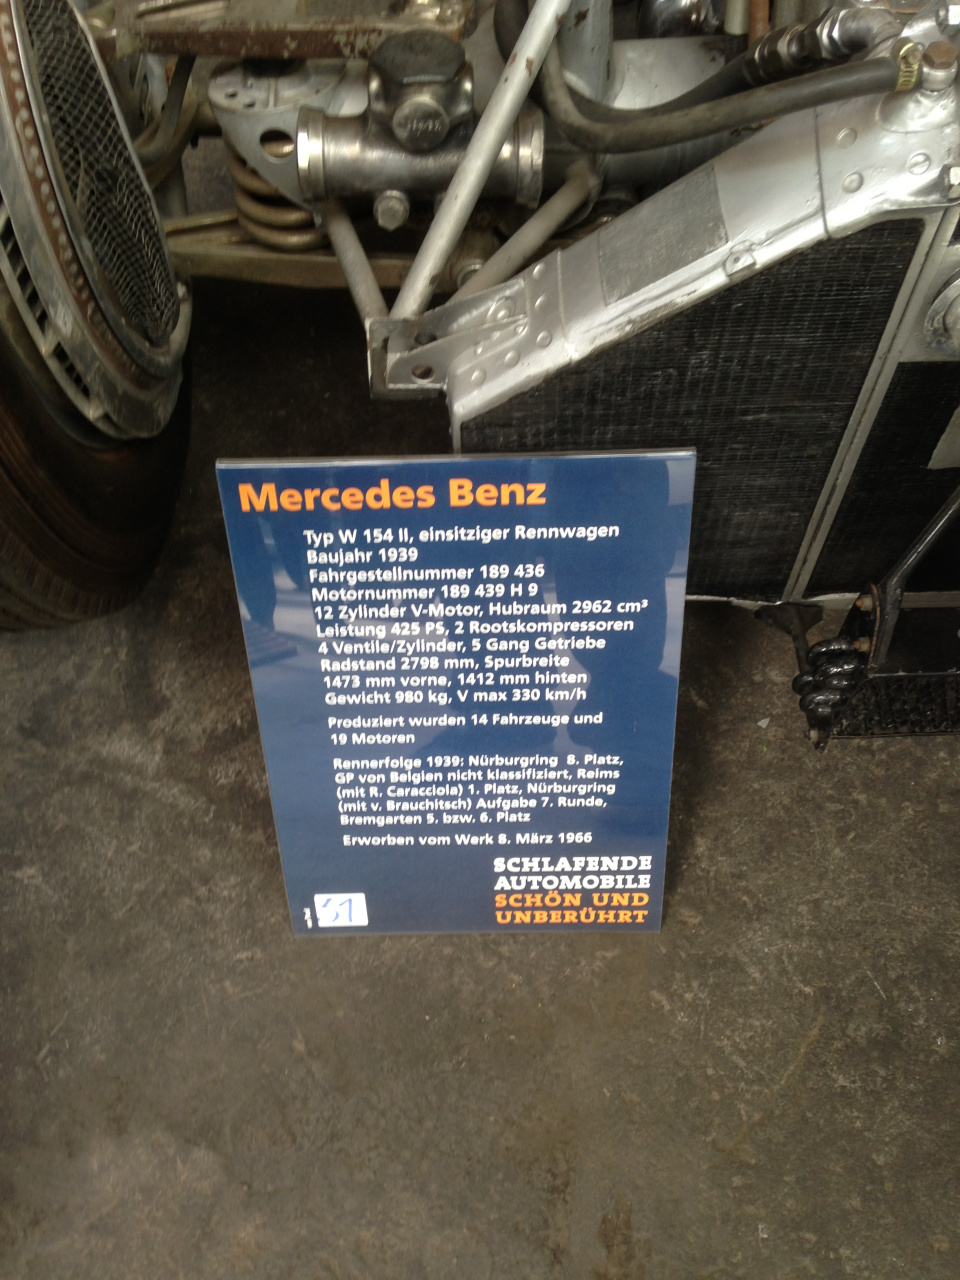 Mercedes Benz
Typ W 154 II, einsitziger Rennwagen
Baujahr 1939
Fahrgestellnummer 189 436
Motornummer 189 439 H 9
12 Zylinder V-Motor, Hubraum 2962 cm³
Leistung 425 PS, 2 Rootskompressoren
4 Ventile/Zylinder, 5 Gang Getriebe
Radstand 2798 mm, Spurbreite
1473 mm vorne, 1412 mm hinten
Gewicht 980 kg, V max 330 km/h
Produziert wurden 14 Fahrzeuge und
19 Motoren
Rennerfolge 1939: Nürburgring 8. Platz,
GP von Belgien nicht klassifiziert, Reims
(mit R. Caracciola) 1. Platz, Nürburgring
(mit v. Brauchitsch) Aufgabe 7. Runde,
Bremgarten 5. bzw. 6. Platz
Erworben vom Werk 8. März 1966
SCHLAFENDE
AUTOMOBILE
SCHÖN UND
UNBERÜHRT